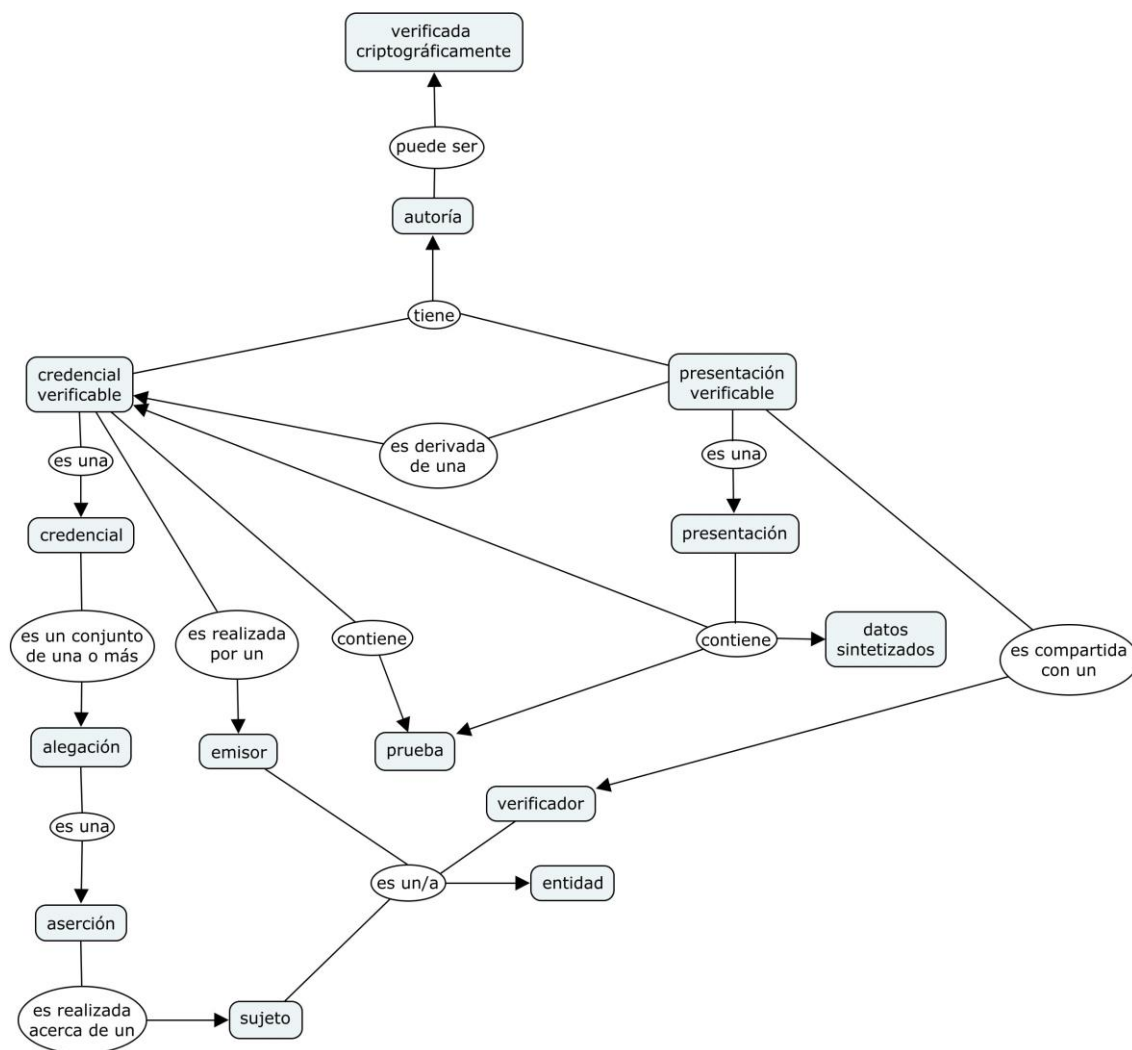 verificada
criptográficamente
puede ser
autoría
tiene
credencial
verificable
presentación
verificable
es derivada
de una
es una
es una
credencial
presentación
es un conjunto
de una o más
es realizada
por un
contiene
contiene
datos
sintetizados
es compartida
con un
alegación
emisor
prueba
verificador
es una
es un/a
entidad
aserción
es realizada
acerca de un
sujeto